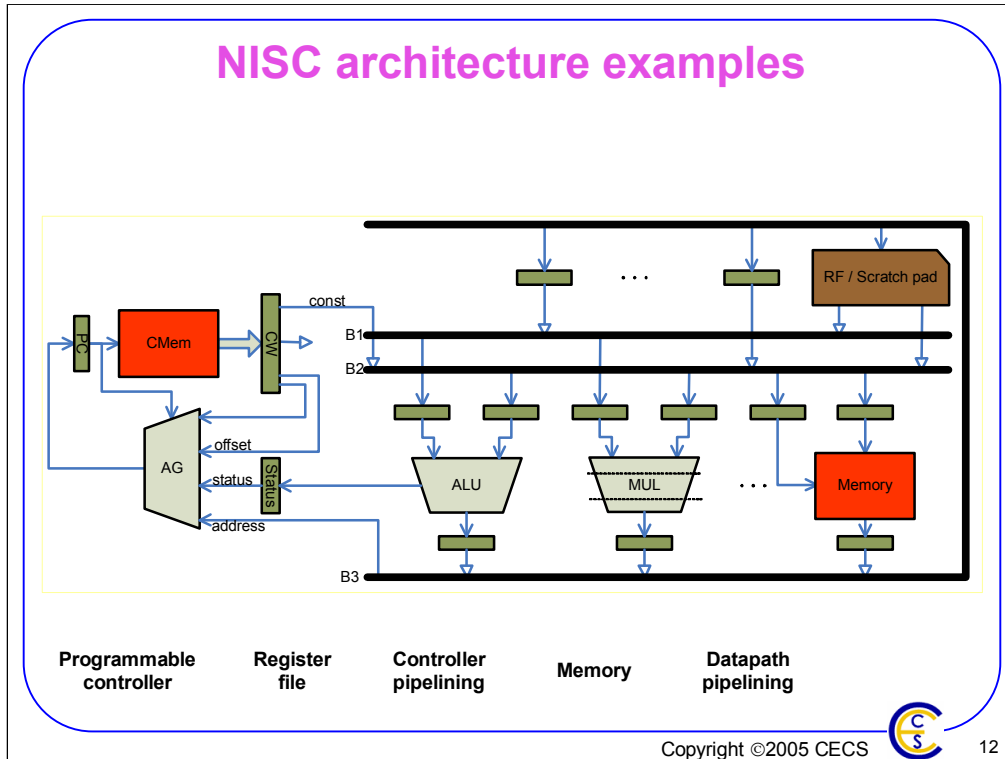 NISC architecture examples
RF / Scratch pad
. . .
const
PC
CMem
CW
B1
B2
offset
AG
status
Status
ALU
MUL
. . .
Memory
address
B3
Programmable
controller
Register
file
Controller
pipelining
Memory
Datapath
pipelining
Copyright ©2005 CECS
C
E
C
S
12